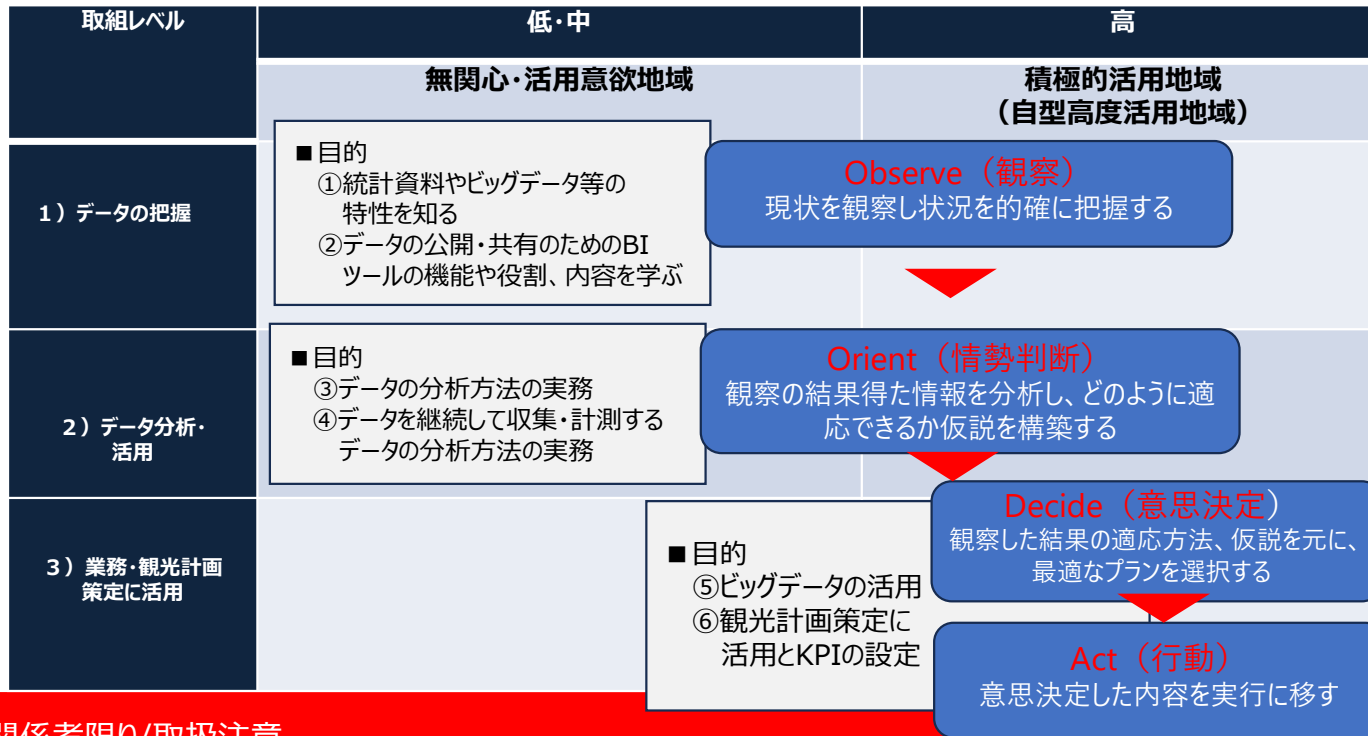 取組レベル
低・中
高
無関心・活用意欲地域
積極的活用地域
（自型高度活用地域）
1）データの把握
■目的
①統計資料やビッグデータ等の
特性を知る
②データの公開・共有のためのBI
ツールの機能や役割、内容を学ぶ
Observe（観察）
現状を観察し状況を的確に把握する
2）データ分析・
活用
■目的
③データの分析方法の実務
④データを継続して収集・計測する
データの分析方法の実務
Orient（情勢判断）
観察の結果得た情報を分析し、どのように適
応できるか仮説を構築する
3）業務・観光計画
策定に活用
■目的
⑤ビッグデータの活用
⑥観光計画策定に
活用とKPIの設定
Decide（意思決定）
観察した結果の適応方法、仮説を元に、
最適なプランを選択する
Act（行動）
意思決定した内容を実行に移す
関係者限り/取扱注意